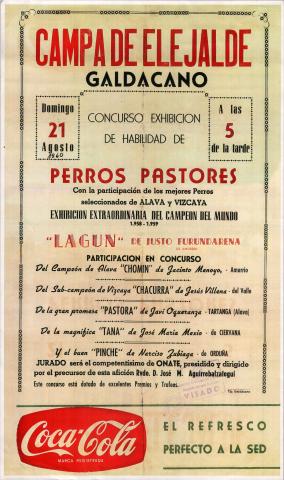 CAMPA DE ELEJALDE
GALDACANO
Domingo
21
Agosto
1960
CONCURSO EXHIBICION
DE HABILIDAD DE
A las
5
de la tarde
PERROS PASTORES
Con la participación de los mejores Perros
seleccionados de ALAVA y VIZCAYA
EXHIBICION EXTRAORDINARIA DEL CAMPEON DEL MUNDO
1.958 - 1.959
"LAGUN" DE JUSTO FURUNDARENA
PARTICIPACION EN CONCURSO
Del Campeón de Alava "CHOMIN" de Jacinto Menoyo, - Amurrio
Del Sub-campeón de Vizcaya "CHACURRA" de Jesús Villena - del Valle
De la gran promesa "PASTORA" de Javi Oqueranza - TARTANGA (Alava)
De la magnífica "TANA" de José María Mexio - de CIERVANA
Y el buen "PINCHE" de Narciso Zubiaga - de ORDUÑA
JURADO será el competentísimo de OÑATE, presidido y dirigido
por el precursor de esta afición Rvdo. D. José M. Aguirrebalzategui
Este concurso está dotado de excelentes Premios y Trofeos.
VISADO
Coca-Cola
MARCA REGISTRADA
EL REFRESCO
PERFECTO A LA SED